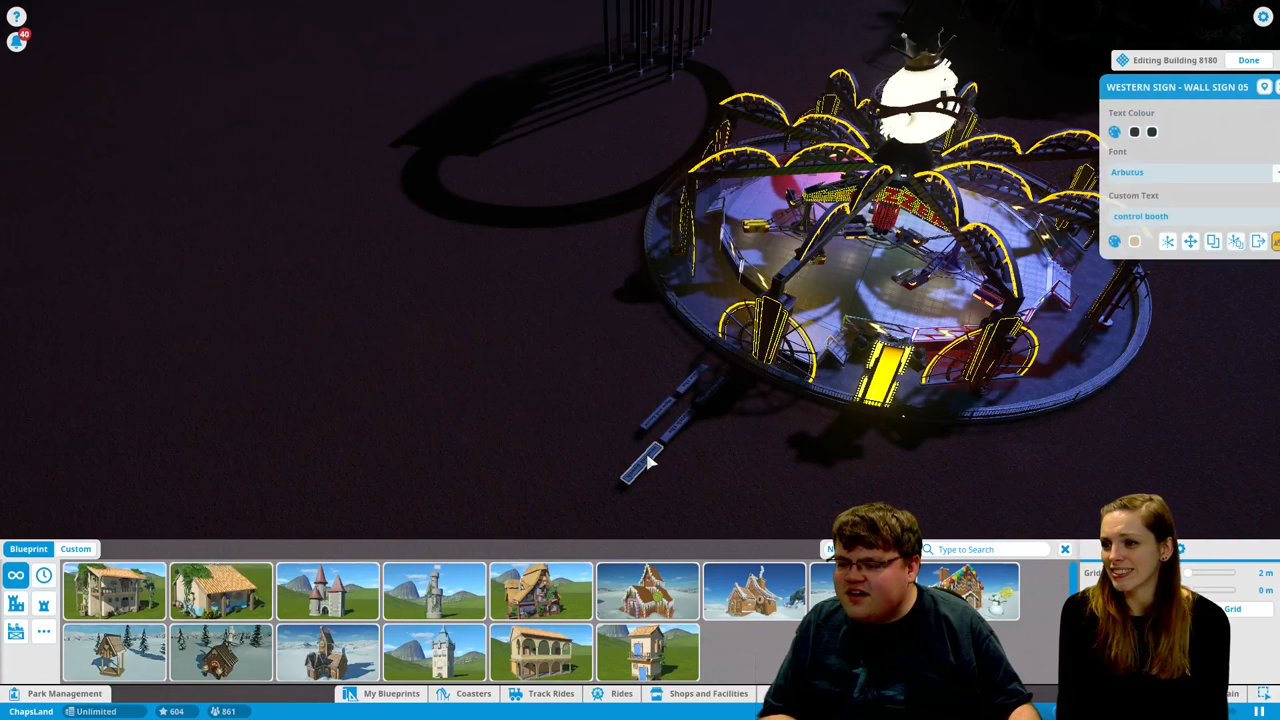 ?
40
Editing Building 8180 Done
WESTERN SIGN - WALL SIGN 05
Text Colour
Font
Arbutus
Custom Text
control booth
Blueprint Custom
Type to Search
Grid
2 m
0 m
Grid
Park Management My Blueprints Coasters Track Rides Rides Shops and Facilities
ChapsLand Unlimited 604 861